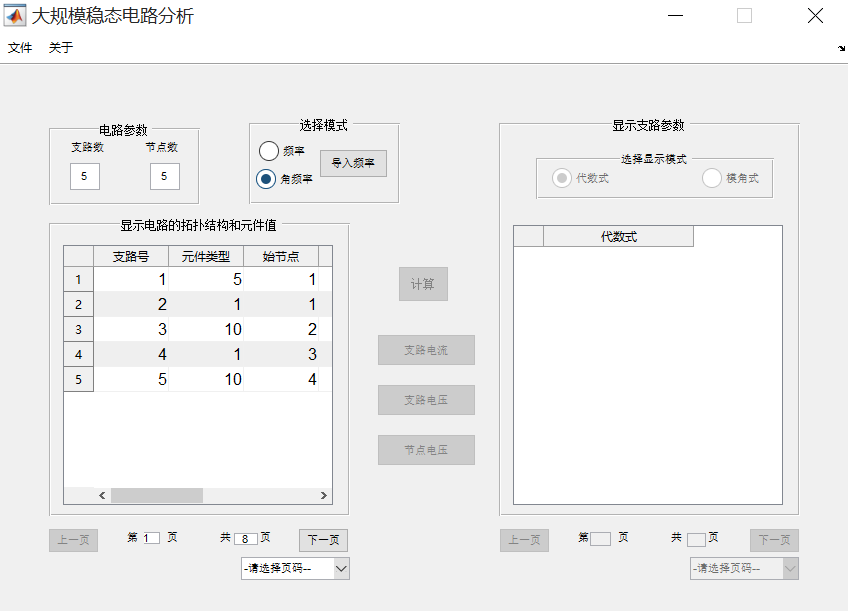 大规模稳态电路分析
文件 关于
电路参数
支路数 节点数
5 5
选择模式
频率
角频率
导入频率
显示电路的拓扑结构和元件值
支路号 元件类型 始节点
1 1 5 1
2 2 1 1
3 3 10 2
4 4 1 3
5 5 10 4
上一页 第 1 页 共 8 页 下一页
-请选择页码--
计算
支路电流
支路电压
节点电压
显示支路参数
选择显示模式
代数式 模角式
代数式
上一页 第 页 共 页 下一页
-请选择页码--